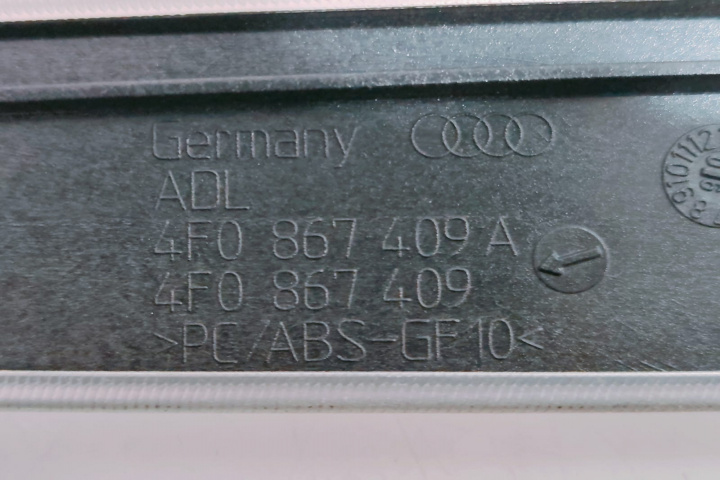 Germany
ADL
4F0 867 409 A
4F0 867 409
>PC/ABS-GF10<